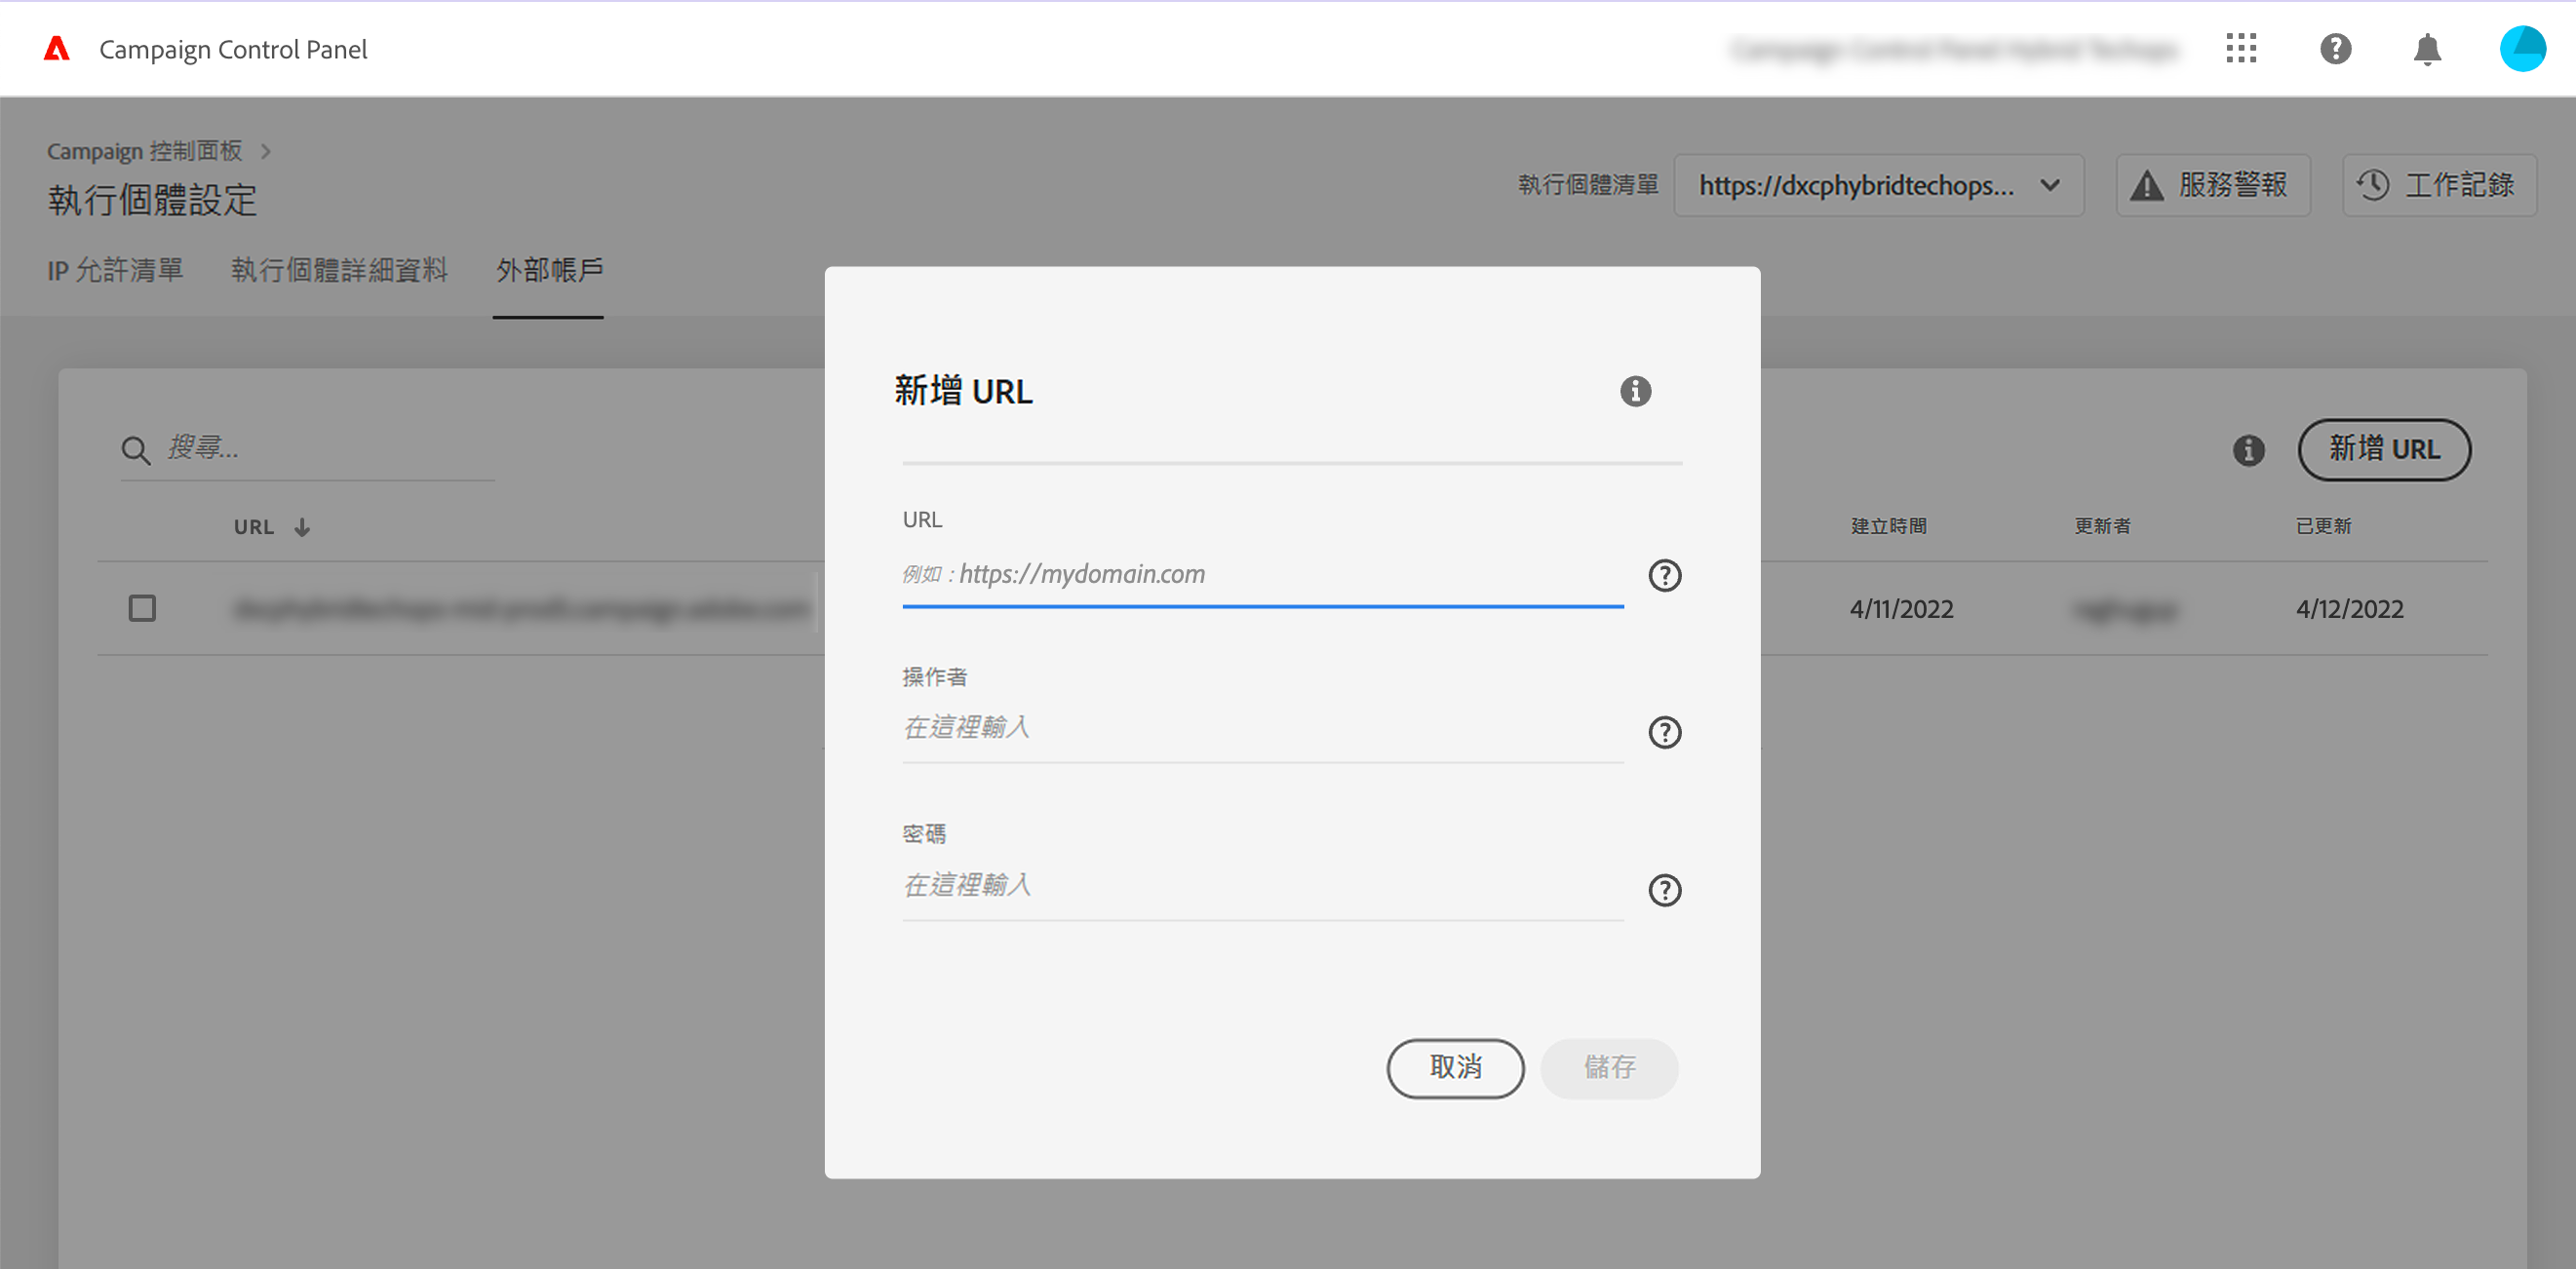 Campaign Control Panel
Campaign 控制面板
執行個體設定
執行個體清單
https://dxcphybridtechops...
服務警報
工作記錄
IP 允許清單
執行個體詳細資料
外部帳戶
搜尋...
新增 URL
URL
建立時間
更新者
已更新
4/11/2022
4/12/2022
新增 URL
URL
例如：https://mydomain.com
操作者
在這裡輸入
密碼
在這裡輸入
取消
儲存